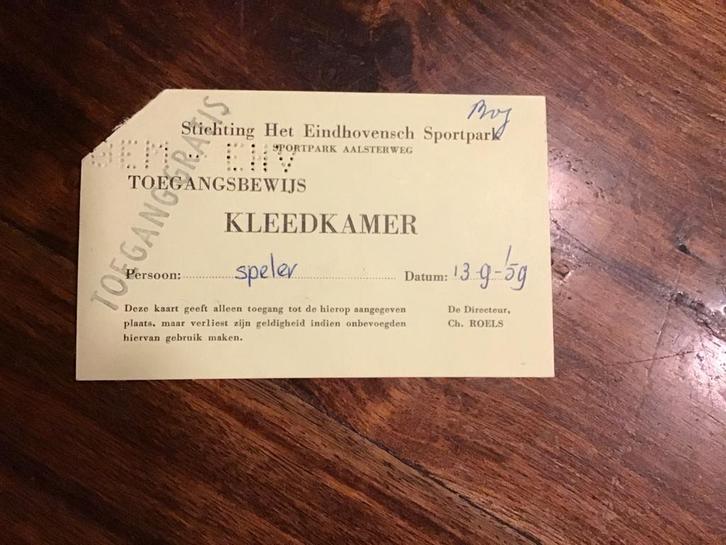 Stichting Het Eindhovensch Sportpark
SPORTPARK AALSTERWEG
GEM - EHV
TOEGANG GRATIS
TOEGANGSBEWIJS
KLEEDKAMER
Persoon: speler Datum: 13-9-'59
Deze kaart geeft alleen toegang tot de hierop aangegeven
plaats, maar verliest zijn geldigheid indien onbevoegden
hiervan gebruik maken.
De Directeur,
Ch. ROELS